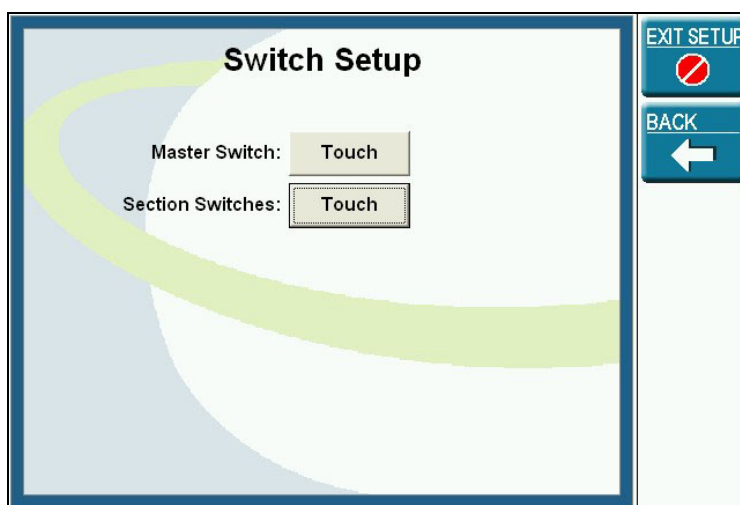 Switch Setup
Master Switch: Touch
Section Switches: Touch
EXIT SETUP
BACK